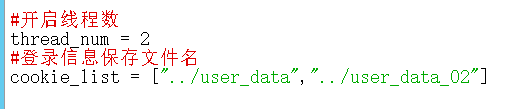 #开启线程数
thread_num = 2
#登录信息保存文件名
cookie_list = ["../user_data","../user_data_02"]